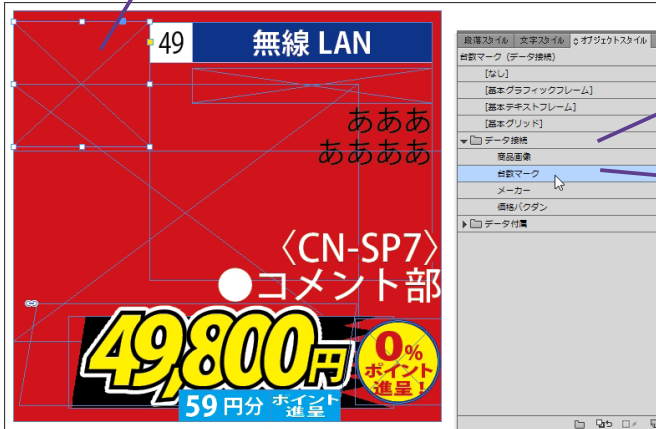 49 無線 LAN
あああ
ああああ
〈CN-SP7〉
●コメント部
49,800円
0%
ポイント
進呈！
59 円分 ポイント
進呈
段落スタイル 文字スタイル オブジェクトスタイル
台数マーク (データ接続)
[なし]
[基本グラフィックフレーム]
[基本テキストフレーム]
[基本グリッド]
データ接続
商品画像
台数マーク
メーカー
価格バクダン
データ付属